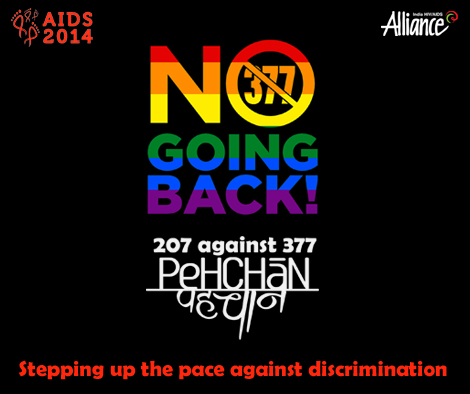 AIDS
2014
India HIV/AIDS
Alliance
NO
377
GOING
BACK!
207 against 377
PeHCHĀN
पहचान
Stepping up the pace against discrimination